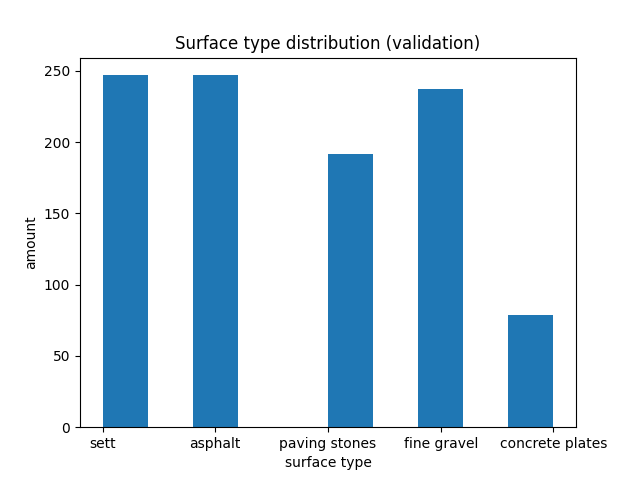 Surface type distribution (validation)
250
200
150
100
50
0
amount
sett asphalt paving stones fine gravel concrete plates
surface type